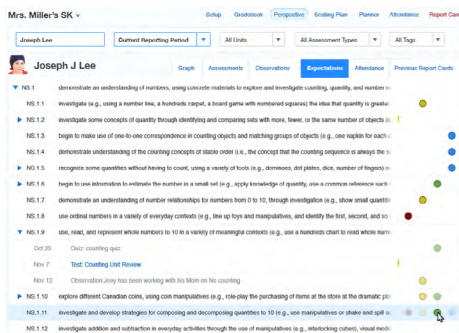 Mrs. Miller's SK
Setup Gradebook Perspective Scaling Plan Planner Attendance Report Card
Joseph Lee Current Reporting Period All Units All Assessment Types All Tags
Joseph J Lee
Graph Assessments Observations Expectations Attendance Previous Report Cards
NS.1 demonstrate an understanding of numbers, using concrete materials to explore and investigate counting, quantity, and number
NS.1.1 investigate (e.g., using a number line, a hundreds carpet, a board game with numbered squares) the idea that quantity is greater
NS.1.2 investigate some concepts of quantity through identifying and comparing sets with more, fewer, or the same number of objects
NS.1.3 begin to make use of one-to-one correspondence in counting objects and matching groups of objects (e.g., one napkin for each
NS.1.4 demonstrate understanding of the counting concepts of stable order (i.e., the concept that the counting sequence is always the
NS.1.5 recognize some quantities without having to count, using a variety of tools (e.g., dominoes, dot plates, dice, number of fingers)
NS.1.6 begin to use information to estimate the number in a small set (e.g., apply knowledge of quantity, use a common reference such
NS.1.7 demonstrate an understanding of number relationships for numbers from 0 to 10, through investigation (e.g., show small quantities
NS.1.8 use ordinal numbers in a variety of everyday contexts (e.g., line up toys and manipulatives, and identify the first, second, and so
NS.1.9 use, read, and represent whole numbers to 10 in a variety of meaningful contexts (e.g., use a hundreds chart to read whole
Oct 20 Quiz: counting quiz
Nov 7 Test: Counting Unit Review
Nov 12 Observation: Joey has been working with his Mom on his counting
NS.1.10 explore different Canadian coins, using coin manipulatives (e.g., role-play the purchasing of items at the store at the dramatic
NS.1.11 investigate and develop strategies for composing and decomposing quantities to 10 (e.g., use manipulatives or shake and spill
NS.1.12 investigate addition and subtraction in everyday activities through the use of manipulatives (e.g., interlocking cubes), visual